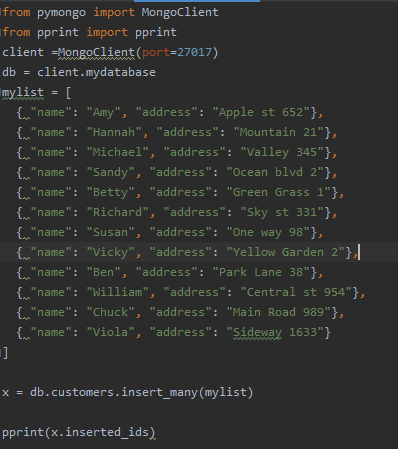 from pymongo import MongoClient
from pprint import pprint
client =MongoClient(port=27017)
db = client.mydatabase
mylist = [
  { "name": "Amy", "address": "Apple st 652"},
  { "name": "Hannah", "address": "Mountain 21"},
  { "name": "Michael", "address": "Valley 345"},
  { "name": "Sandy", "address": "Ocean blvd 2"},
  { "name": "Betty", "address": "Green Grass 1"},
  { "name": "Richard", "address": "Sky st 331"},
  { "name": "Susan", "address": "One way 98"},
  { "name": "Vicky", "address": "Yellow Garden 2"},
  { "name": "Ben", "address": "Park Lane 38"},
  { "name": "William", "address": "Central st 954"},
  { "name": "Chuck", "address": "Main Road 989"},
  { "name": "Viola", "address": "Sideway 1633"}
]
x = db.customers.insert_many(mylist)
pprint(x.inserted_ids)